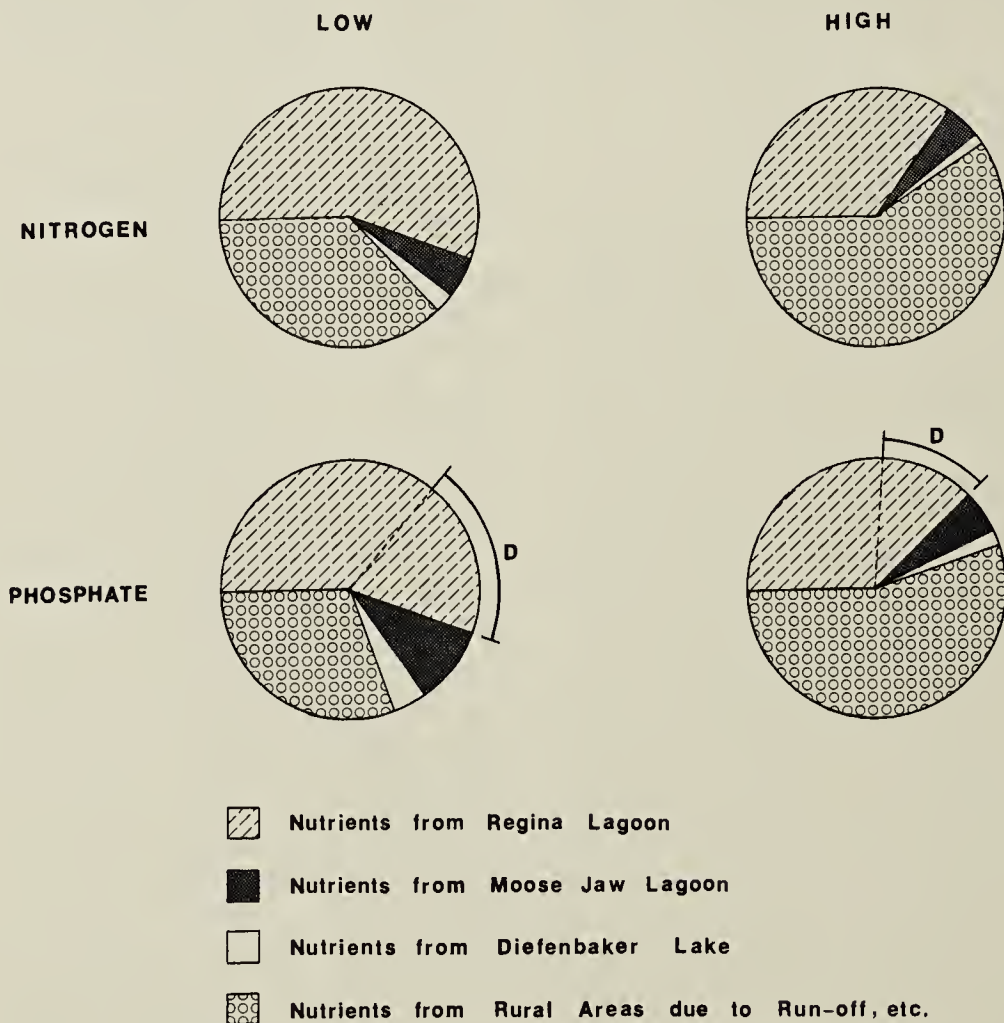 LOW HIGH
NITROGEN
D
D
PHOSPHATE
Nutrients from Regina Lagoon
Nutrients from Moose Jaw Lagoon
Nutrients from Diefenbaker Lake
Nutrients from Rural Areas due to Run-off, etc.